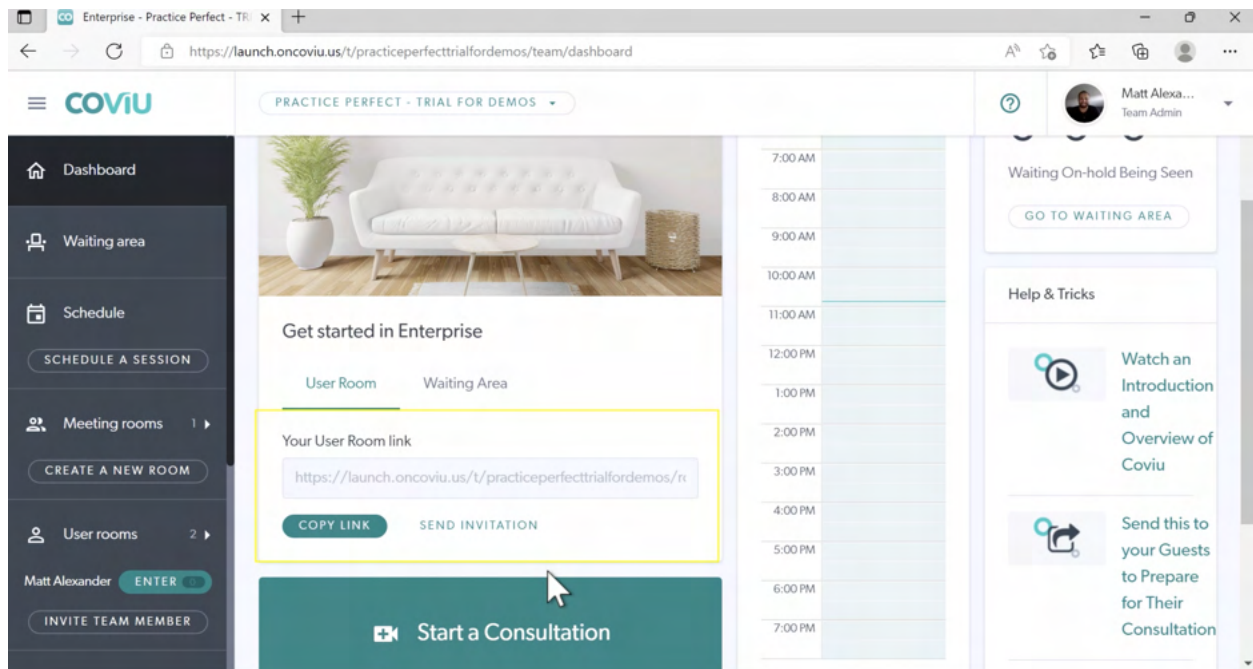 Enterprise - Practice Perfect - TR
https://launch.oncoviu.us/t/practiceperfecttrialfordemos/team/dashboard
COViU
PRACTICE PERFECT - TRIAL FOR DEMOS
Matt Alexa...
Team Admin
Dashboard
Waiting area
Schedule
SCHEDULE A SESSION
Meeting rooms 1
CREATE A NEW ROOM
User rooms 2
Matt Alexander ENTER 0
INVITE TEAM MEMBER
Get started in Enterprise
User Room Waiting Area
Your User Room link
https://launch.oncoviu.us/t/practiceperfecttrialfordemos/r
COPY LINK SEND INVITATION
Start a Consultation
7:00 AM
8:00 AM
9:00 AM
10:00 AM
11:00 AM
12:00 PM
1:00 PM
2:00 PM
3:00 PM
4:00 PM
5:00 PM
6:00 PM
7:00 PM
Waiting On-hold Being Seen
GO TO WAITING AREA
Help & Tricks
Watch an
Introduction
and
Overview of
Coviu
Send this to
your Guests
to Prepare
for Their
Consultation